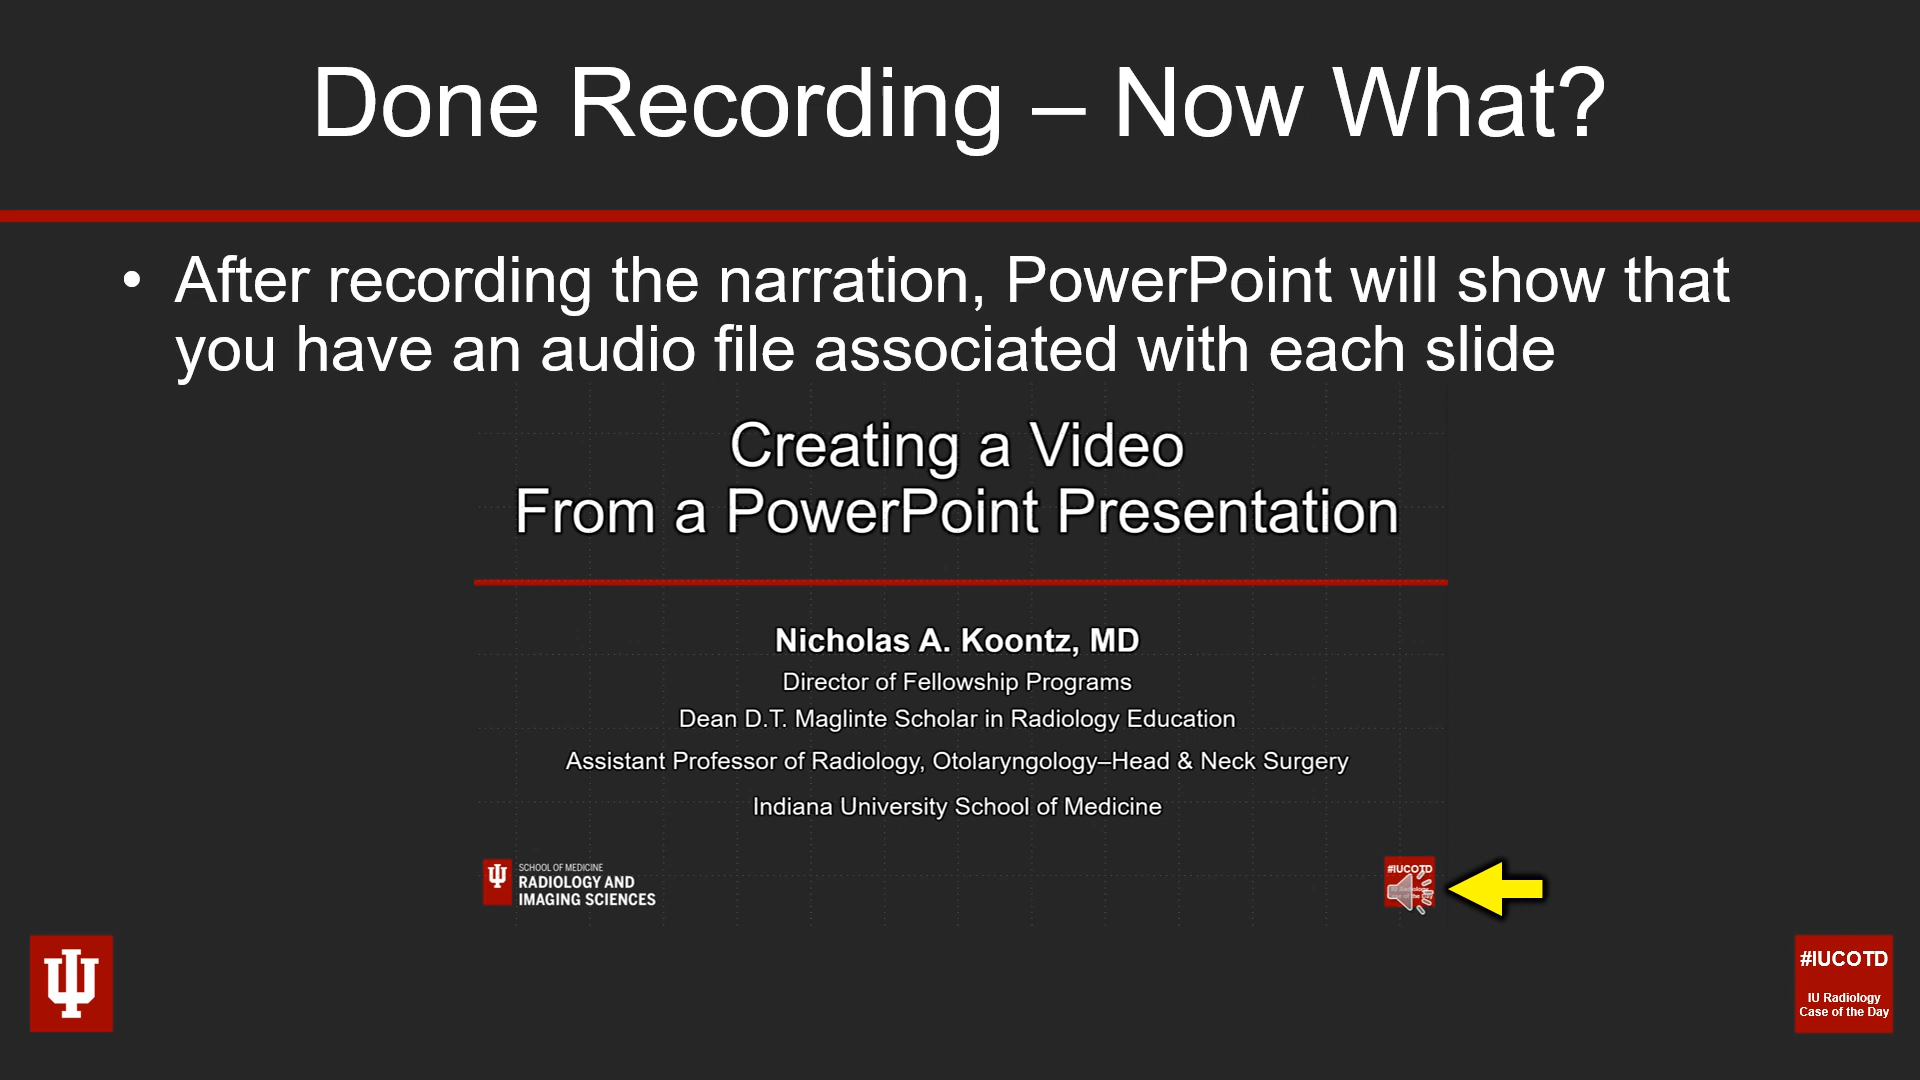 Done Recording – Now What?
• After recording the narration, PowerPoint will show that
you have an audio file associated with each slide
Creating a Video
From a PowerPoint Presentation
Nicholas A. Koontz, MD
Director of Fellowship Programs
Dean D.T. Maglinte Scholar in Radiology Education
Assistant Professor of Radiology, Otolaryngology–Head & Neck Surgery
Indiana University School of Medicine
SCHOOL OF MEDICINE
RADIOLOGY AND
IMAGING SCIENCES
#IUCOTD
#IUCOTD
IU Radiology
Case of the Day